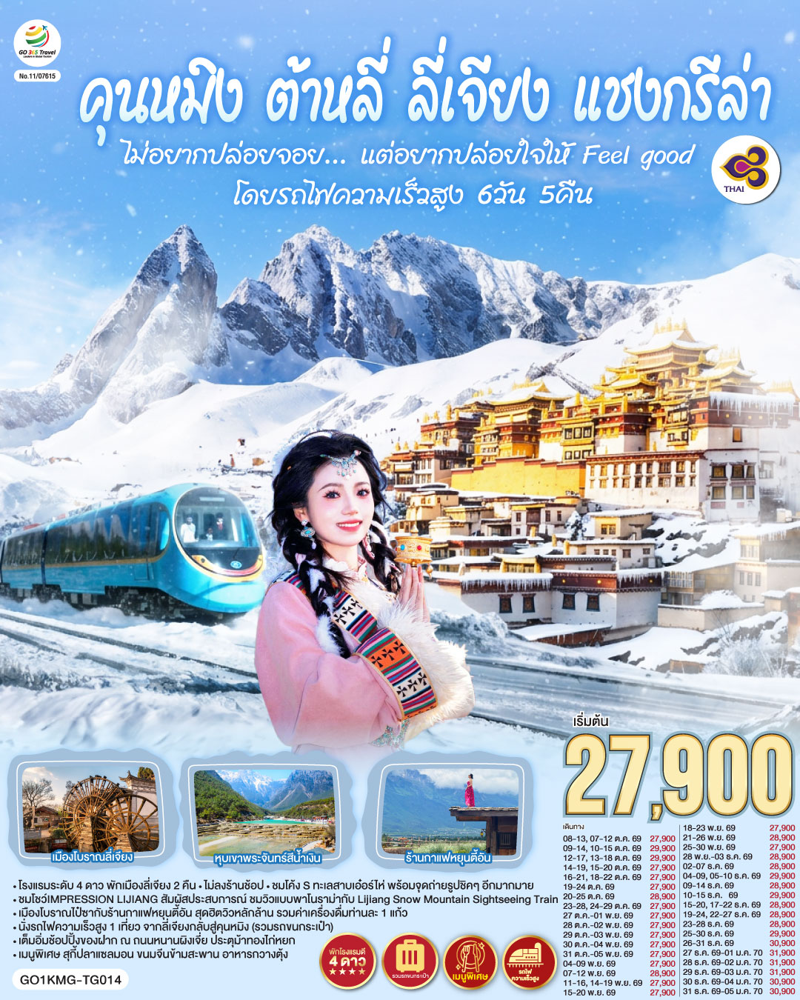 GO 365 Travel
Leaders in Global Tourism
No.11/07615
คุนหมิง ต้าหลี่ ลี่เจียง แชงกรีล่า
ไม่อยากปล่อยจอย... แต่อยากปล่อยใจให้ Feel good
THAI
โดยรถไฟความเร็วสูง 6วัน 5คืน
เริ่มต้น
27,900
เมืองโบราณลี่เจียง
หุบเขาพระจันทร์สีน้ำเงิน
ร้านกาแฟหยุนตี้อัน
• โรงแรมระดับ 4 ดาว พักเมืองลี่เจียง 2 คืน • ไม่ลงร้านช้อป • ชมโค้ง S ทะเลสาบเอ๋อร์ไห่ พร้อมจุดถ่ายรูปชิคๆ อีกมากมาย
• ชมโชว์IMPRESSION LIJIANG สัมผัสประสบการณ์ ชมวิวแบบพาโนราม่ากับ Lijiang Snow Mountain Sightseeing Train
• เมืองโบราณไป๋ซากับร้านกาแฟหยุนตี้อัน สุดฮิตวิวหลักล้าน รวมค่าเครื่องดื่มท่านละ 1 แก้ว
• นั่งรถไฟความเร็วสูง 1 เที่ยว จากลี่เจียงกลับสู่คุนหมิง (รวมรถขนกระเป๋า)
• เต็มอิ่มช้อปปิ้งของฝาก ณ ถนนหนานผิงเจี่ย ประตูม้าทองไก่หยก
• เมนูพิเศษ สุกี้ปลาแซลมอน ขนมจีนข้ามสะพาน อาหารกวางตุ้ง
GO1KMG-TG014
พักโรงแรมดี
4 ดาว
รวมรถขนกระเป๋า
เมนูพิเศษ
รถไฟ
ความเร็วสูง
เดินทาง
08-13, 07-12 ต.ค. 69 27,900
09-14, 10-15 ต.ค. 69 29,900
12-17, 13-18 ต.ค. 69 29,900
14-19, 15-20 ต.ค. 69 27,900
16-21, 18-22 ต.ค. 69 27,900
19-24 ต.ค. 69 27,900
20-25 ต.ค. 69 28,900
23-28, 24-29 ต.ค. 69 27,900
27 ต.ค.-01 พ.ย. 69 27,900
28 ต.ค.-02 พ.ย. 69 27,900
29 ต.ค.-03 พ.ย. 69 27,900
30 ต.ค.-04 พ.ย. 69 27,900
31 ต.ค.-05 พ.ย. 69 27,900
04-09 พ.ย. 69 27,900
07-12 พ.ย. 69 28,900
11-16, 14-19 พ.ย. 69 27,900
15-20 พ.ย. 69 27,900
18-23 พ.ย. 69 27,900
21-26 พ.ย. 69 28,900
25-30 พ.ย. 69 27,900
28 พ.ย.-03 ธ.ค. 69 28,900
02-07 ธ.ค. 69 28,900
04-09, 05-10 ธ.ค. 69 29,900
09-14 ธ.ค. 69 28,900
10-15 ธ.ค. 69 29,900
15-20, 17-22 ธ.ค. 69 28,900
19-24, 22-27 ธ.ค. 69 28,900
23-28 ธ.ค. 69 28,900
25-30 ธ.ค. 69 29,900
26-31 ธ.ค. 69 30,900
27 ธ.ค. 69-01 ม.ค. 70 31,900
28 ธ.ค. 69-02 ม.ค. 70 31,900
29 ธ.ค. 69-03 ม.ค. 70 31,900
30 ธ.ค. 69-04 ม.ค. 70 30,900
31 ธ.ค. 69-05 ม.ค. 70 30,900